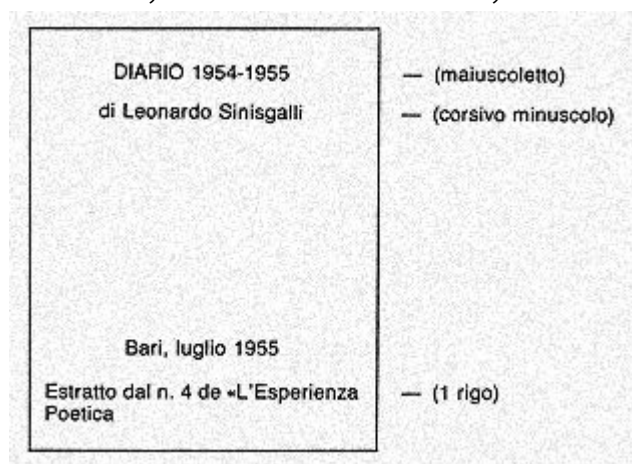 DIARIO 1954-1955 — (maiuscoletto)
di Leonardo Sinisgalli — (corsivo minuscolo)
Bari, luglio 1955
Estratto dal n. 4 de «L'Esperienza — (1 rigo)
Poetica